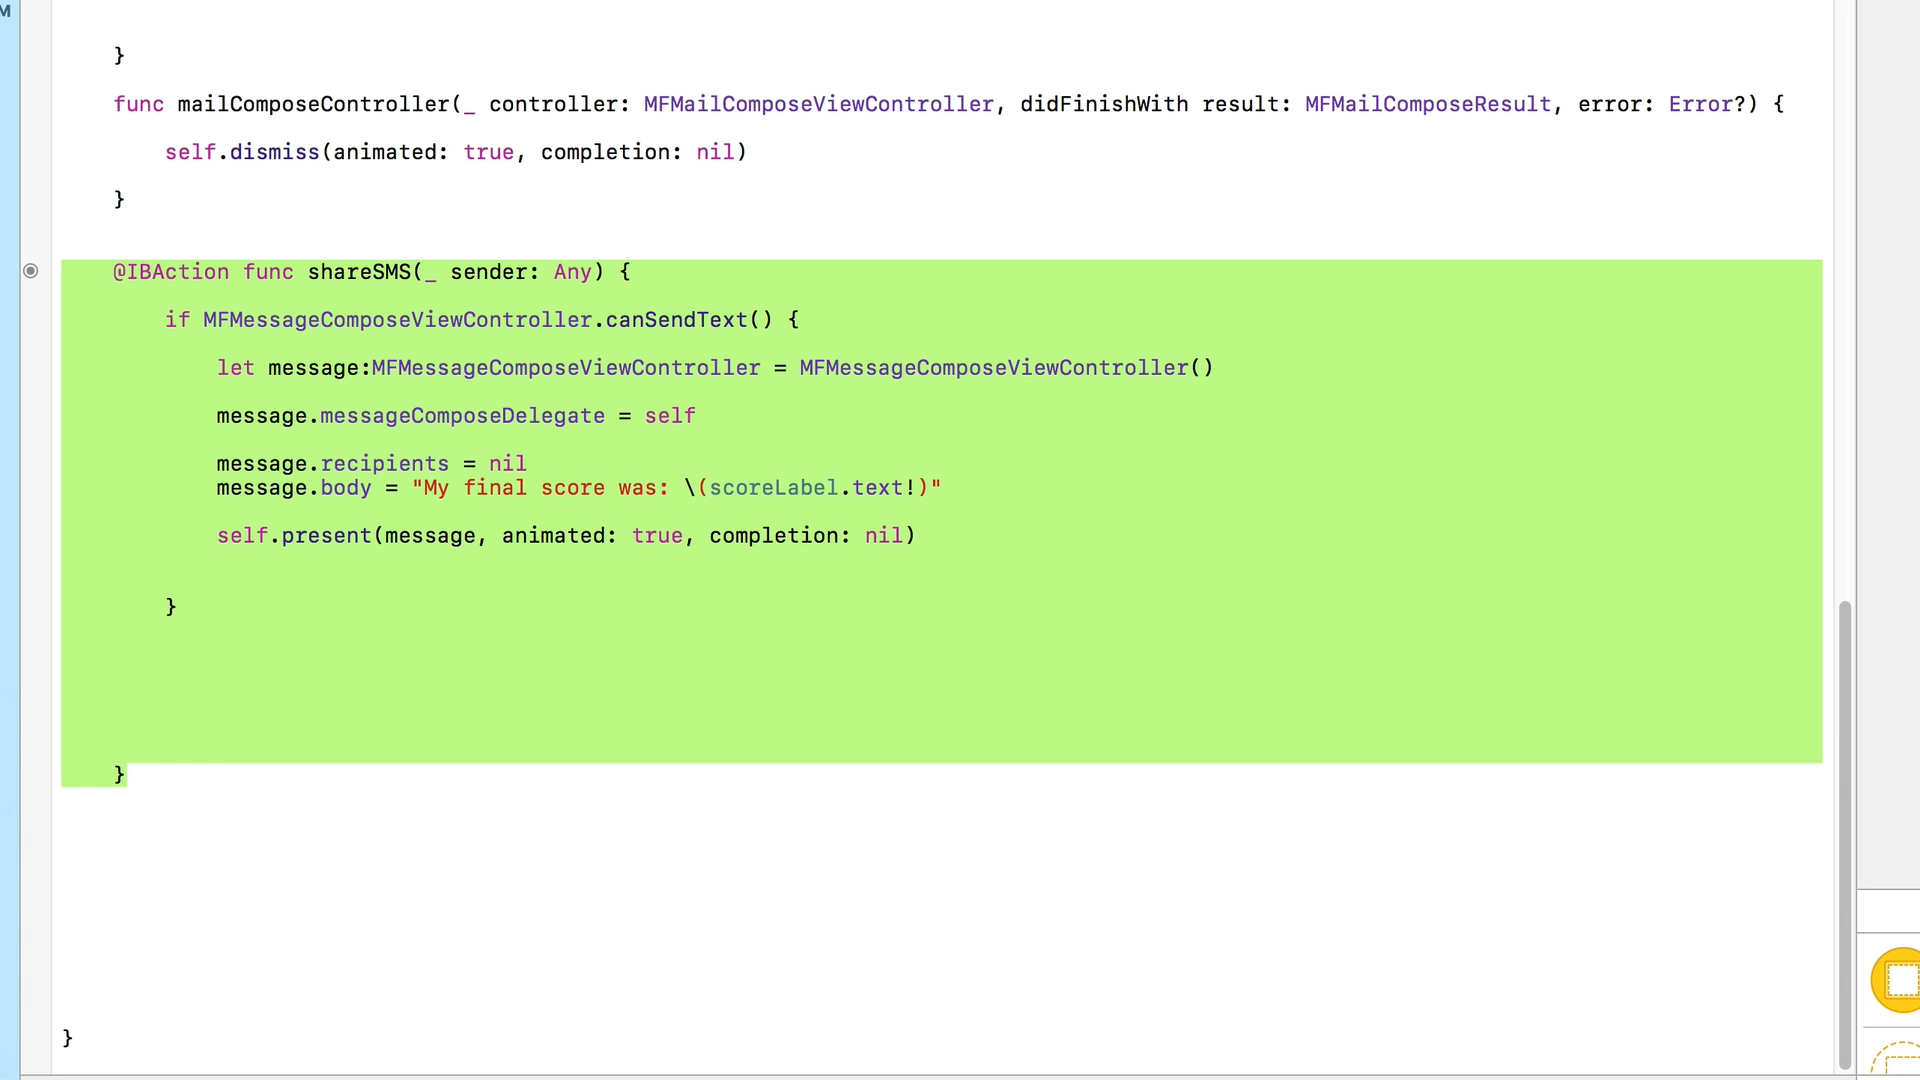 M
}
func mailComposeController(_ controller: MFMailComposeViewController, didFinishWith result: MFMailComposeResult, error: Error?) {
self.dismiss(animated: true, completion: nil)
}
@IBAction func shareSMS(_ sender: Any) {
if MFMessageComposeViewController.canSendText() {
let message:MFMessageComposeViewController = MFMessageComposeViewController()
message.messageComposeDelegate = self
message.recipients = nil
message.body = "My final score was: \(scoreLabel.text!)"
self.present(message, animated: true, completion: nil)
}
}
}